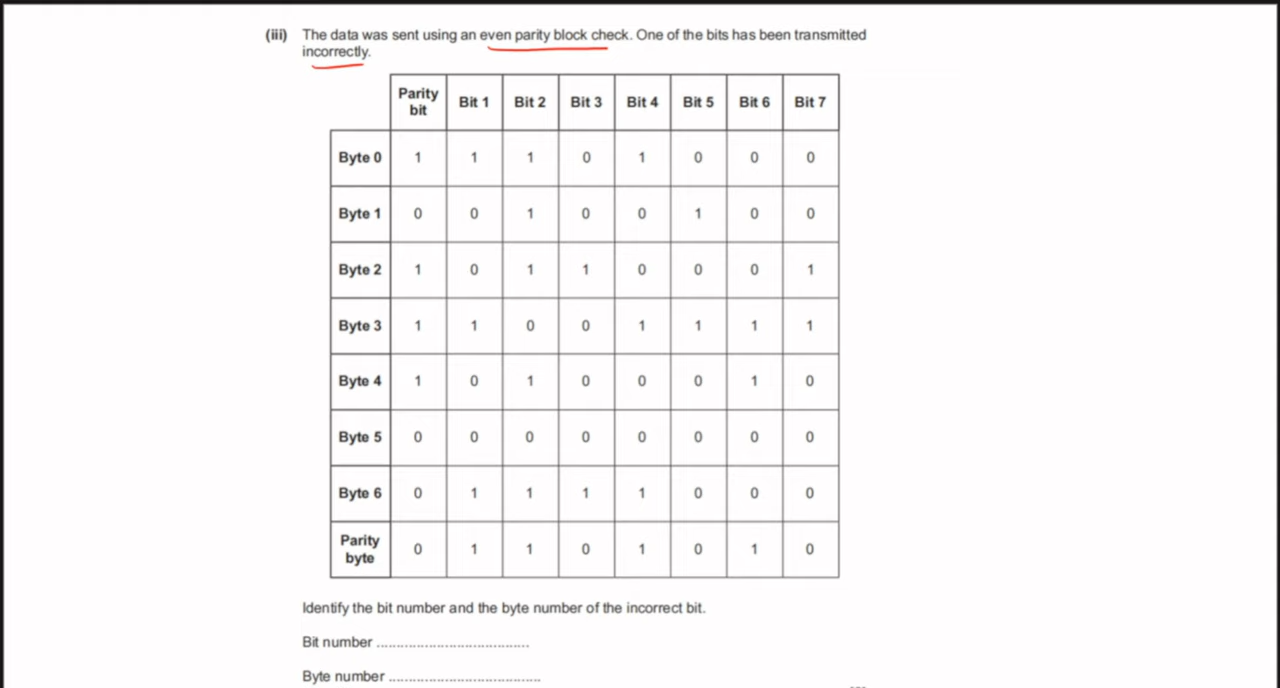 (iii) The data was sent using an even parity block check. One of the bits has been transmitted
incorrectly.
Parity bit Bit 1 Bit 2 Bit 3 Bit 4 Bit 5 Bit 6 Bit 7
Byte 0 1 1 1 0 1 0 0 0
Byte 1 0 0 1 0 0 1 0 0
Byte 2 1 0 1 1 0 0 0 1
Byte 3 1 1 0 0 1 1 1 1
Byte 4 1 0 1 0 0 0 1 0
Byte 5 0 0 0 0 0 0 0 0
Byte 6 0 1 1 1 1 0 0 0
Parity byte 0 1 1 0 1 0 1 0
Identify the bit number and the byte number of the incorrect bit.
Bit number ......................................
Byte number ......................................